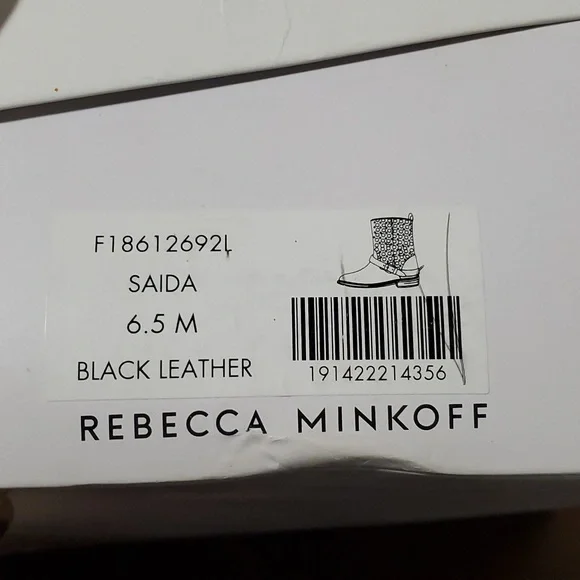 F18612692L
SAIDA
6.5 M
BLACK LEATHER
191422214356
REBECCA MINKOFF